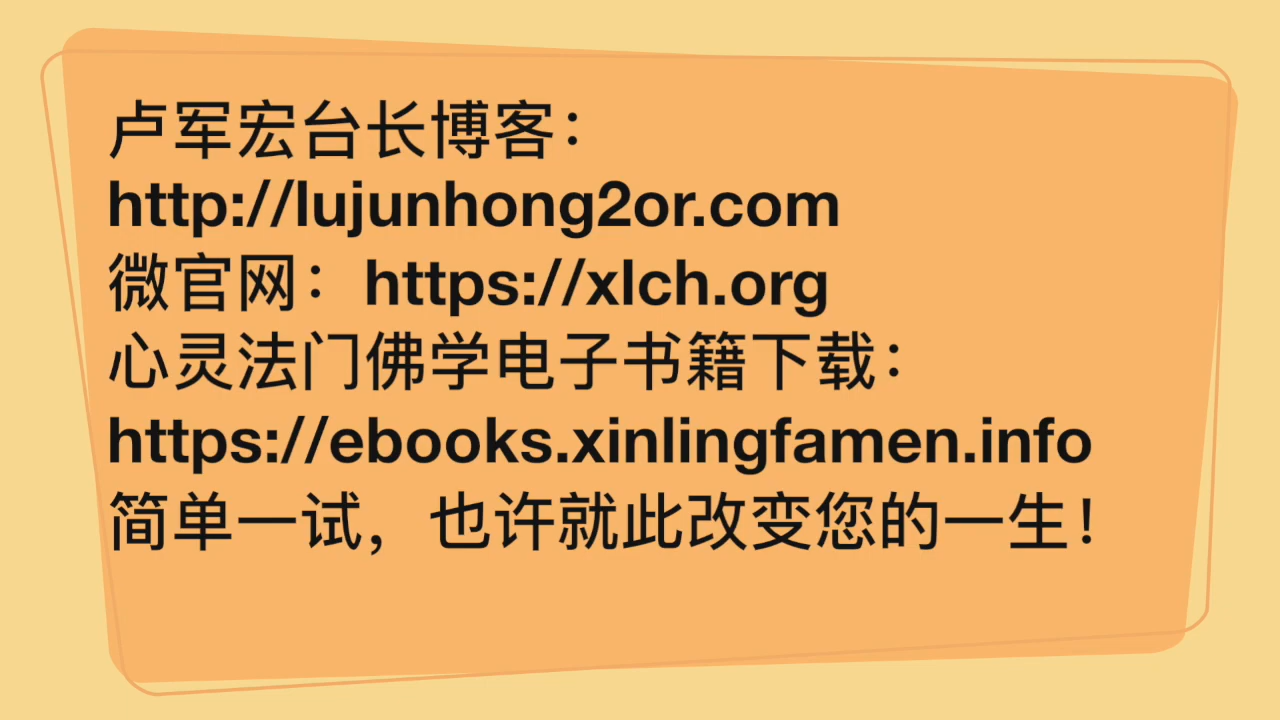 卢军宏台长博客：
http://lujunhong2or.com
微官网：https://xlch.org
心灵法门佛学电子书籍下载：
https://ebooks.xinlingfamen.info
简单一试，也许就此改变您的一生！